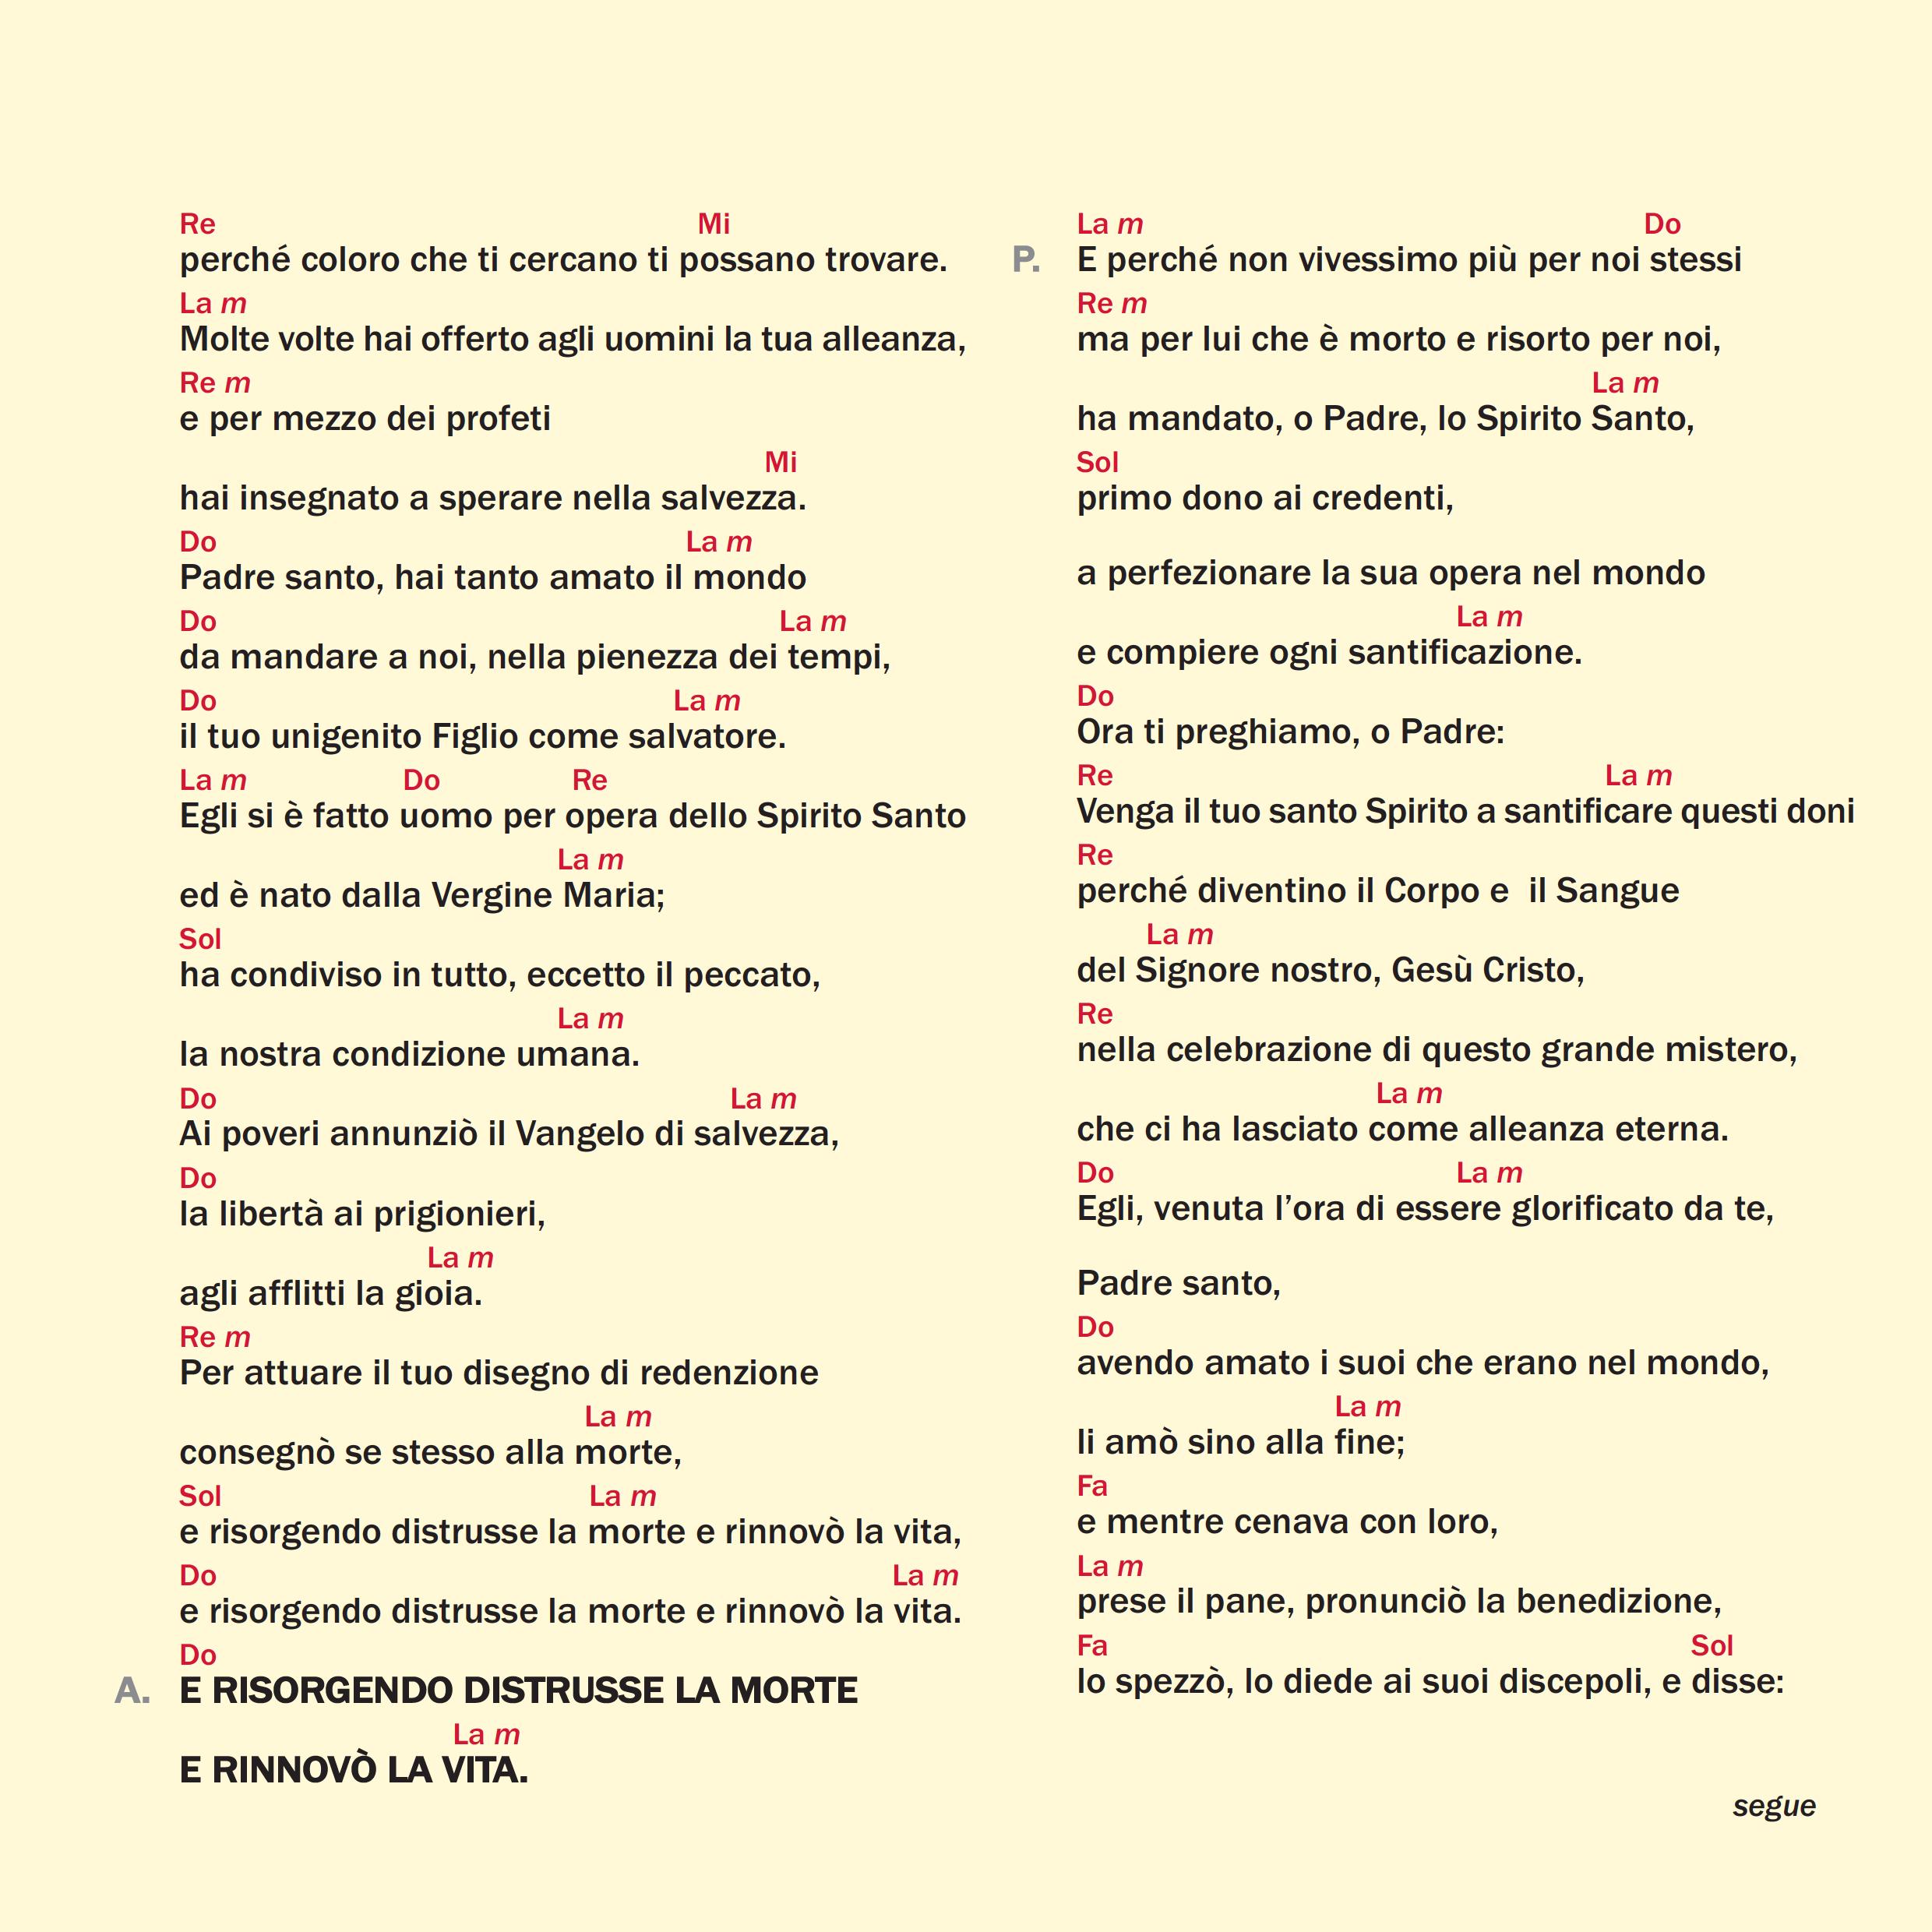 Re Mi
perché coloro che ti cercano ti possano trovare.
La m
Molte volte hai offerto agli uomini la tua alleanza,
Re m
e per mezzo dei profeti
Mi
hai insegnato a sperare nella salvezza.
Do La m
Padre santo, hai tanto amato il mondo
Do La m
da mandare a noi, nella pienezza dei tempi,
Do La m
il tuo unigenito Figlio come salvatore.
La m Do Re
Egli si è fatto uomo per opera dello Spirito Santo
La m
ed è nato dalla Vergine Maria;
Sol
ha condiviso in tutto, eccetto il peccato,
La m
la nostra condizione umana.
Do La m
Ai poveri annunziò il Vangelo di salvezza,
Do
la libertà ai prigionieri,
La m
agli afflitti la gioia.
Re m
Per attuare il tuo disegno di redenzione
La m
consegnò se stesso alla morte,
Sol La m
e risorgendo distrusse la morte e rinnovò la vita,
Do La m
e risorgendo distrusse la morte e rinnovò la vita.
Do
A. E RISORGENDO DISTRUSSE LA MORTE
La m
E RINNOVÒ LA VITA.
La m Do
P. E perché non vivessimo più per noi stessi
Re m
ma per lui che è morto e risorto per noi,
La m
ha mandato, o Padre, lo Spirito Santo,
Sol
primo dono ai credenti,
a perfezionare la sua opera nel mondo
La m
e compiere ogni santificazione.
Do
Ora ti preghiamo, o Padre:
Re La m
Venga il tuo santo Spirito a santificare questi doni
Re
perché diventino il Corpo e  il Sangue
La m
del Signore nostro, Gesù Cristo,
Re
nella celebrazione di questo grande mistero,
La m
che ci ha lasciato come alleanza eterna.
Do La m
Egli, venuta l’ora di essere glorificato da te,
Padre santo,
Do
avendo amato i suoi che erano nel mondo,
La m
li amò sino alla fine;
Fa
e mentre cenava con loro,
La m
prese il pane, pronunciò la benedizione,
Fa Sol
lo spezzò, lo diede ai suoi discepoli, e disse:
segue